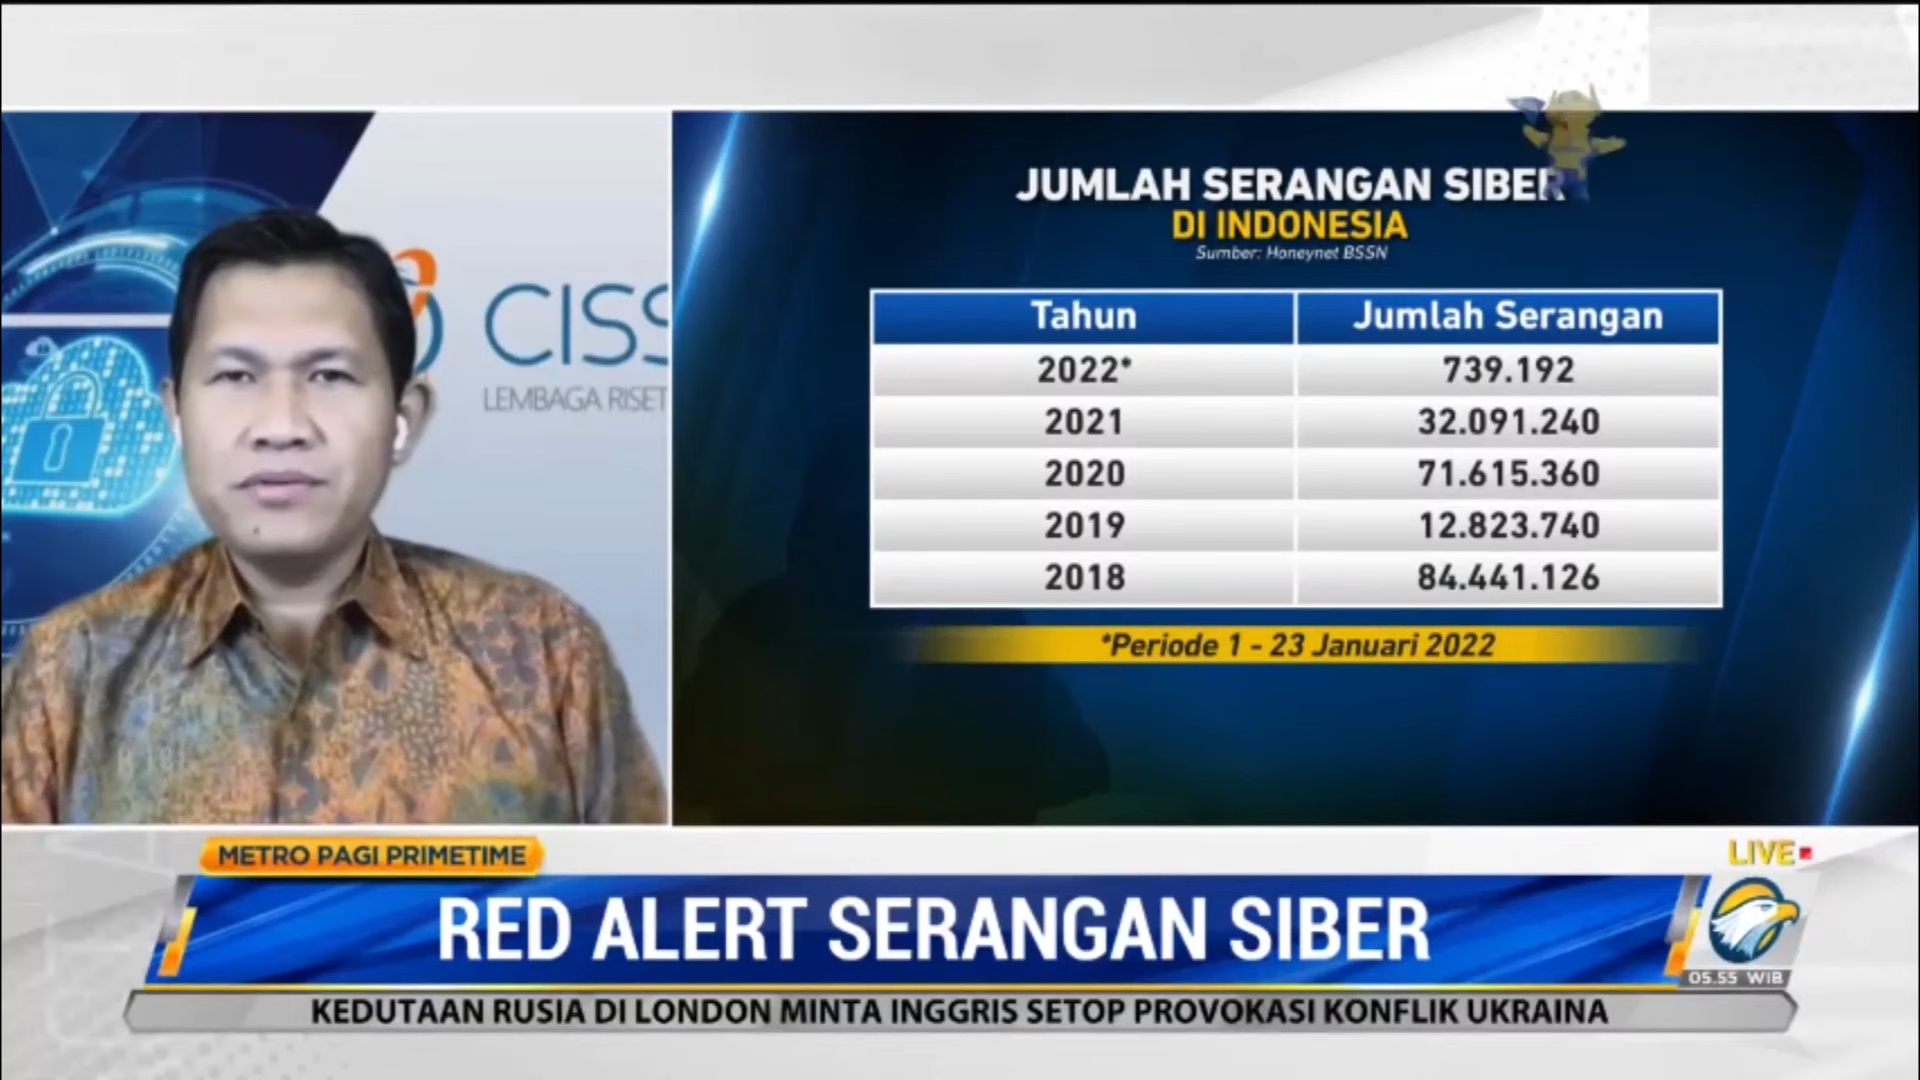 CISS
LEMBAGA RISET
JUMLAH SERANGAN SIBER
DI INDONESIA
Sumber: Honeynet BSSN
Tahun Jumlah Serangan
2022* 739.192
2021 32.091.240
2020 71.615.360
2019 12.823.740
2018 84.441.126
*Periode 1 - 23 Januari 2022
METRO PAGI PRIMETIME
LIVE
RED ALERT SERANGAN SIBER
05.55 WIB
KEDUTAAN RUSIA DI LONDON MINTA INGGRIS SETOP PROVOKASI KONFLIK UKRAINA